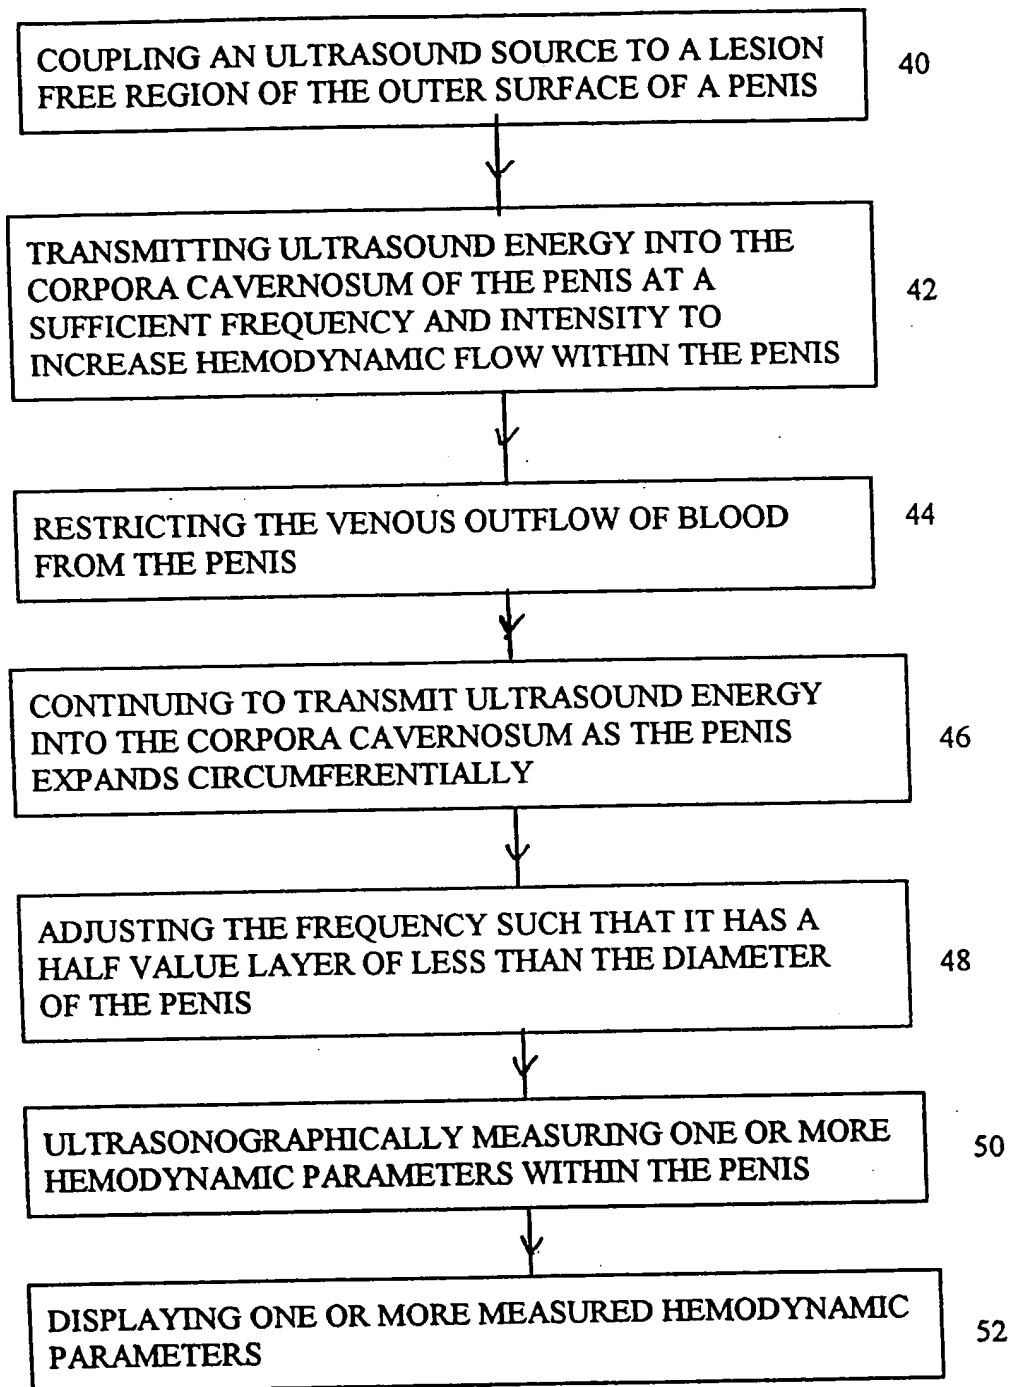 COUPLING AN ULTRASOUND SOURCE TO A LESION
FREE REGION OF THE OUTER SURFACE OF A PENIS
40
TRANSMITTING ULTRASOUND ENERGY INTO THE
CORPORA CAVERNOSUM OF THE PENIS AT A
SUFFICIENT FREQUENCY AND INTENSITY TO
INCREASE HEMODYNAMIC FLOW WITHIN THE PENIS
42
RESTRICTING THE VENOUS OUTFLOW OF BLOOD
FROM THE PENIS
44
CONTINUING TO TRANSMIT ULTRASOUND ENERGY
INTO THE CORPORA CAVERNOSUM AS THE PENIS
EXPANDS CIRCUMFERENTIALLY
46
ADJUSTING THE FREQUENCY SUCH THAT IT HAS A
HALF VALUE LAYER OF LESS THAN THE DIAMETER
OF THE PENIS
48
ULTRASONOGRAPHICALLY MEASURING ONE OR MORE
HEMODYNAMIC PARAMETERS WITHIN THE PENIS
50
DISPLAYING ONE OR MORE MEASURED HEMODYNAMIC
PARAMETERS
52